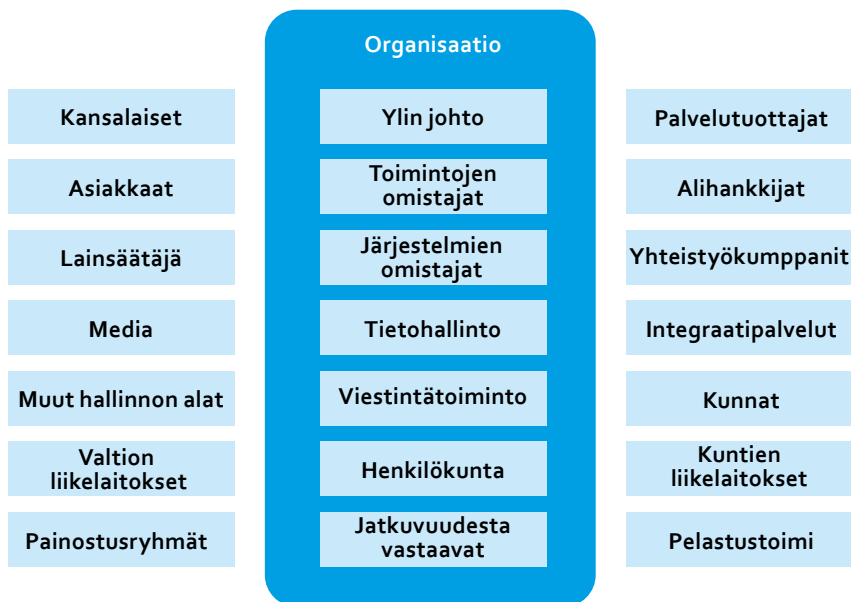 Organisaatio
Kansalaiset
Ylin johto
Palvelutuottajat
Asiakkaat
Toimintojen
omistajat
Alihankkijat
Lainsäätäjä
Järjestelmien
omistajat
Yhteistyökumppanit
Media
Tietohallinto
Integraatipalvelut
Muut hallinnon alat
Viestintätoiminto
Kunnat
Valtion
liikelaitokset
Henkilökunta
Kuntien
liikelaitokset
Painostusryhmät
Jatkuvuudesta
vastaavat
Pelastustoimi